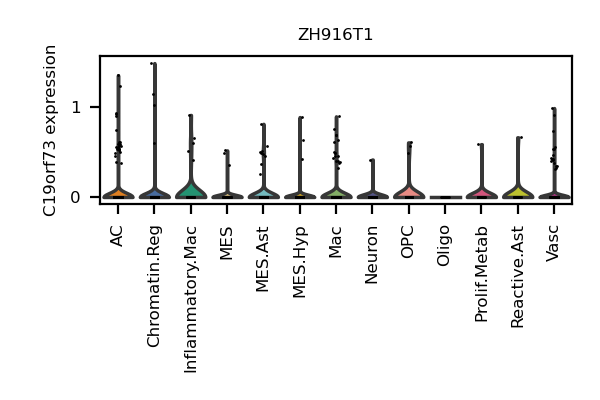 ZH916T1
C19orf73 expression
1
0
AC
Chromatin.Reg
Inflammatory.Mac
MES
MES.Ast
MES.Hyp
Mac
Neuron
OPC
Oligo
Prolif.Metab
Reactive.Ast
Vasc